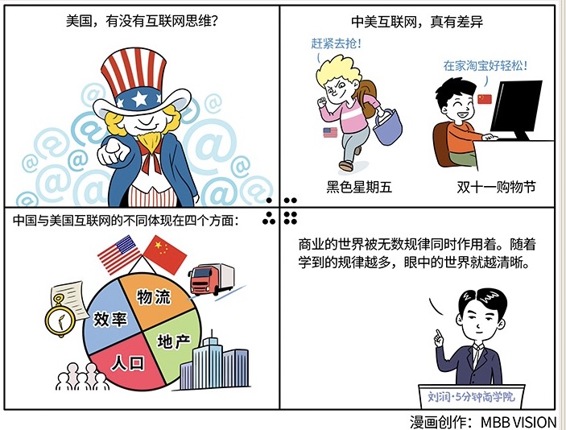 美国，有没有互联网思维？
中美互联网，真有差异
赶紧去抢！
在家淘宝好轻松！
黑色星期五
双十一购物节
中国与美国互联网的不同体现在四个方面：
物流
效率
地产
人口
商业的世界被无数规律同时作用着。随着
学到的规律越多，眼中的世界就越清晰。
刘润·5分钟商学院
漫画创作：MBB VISION